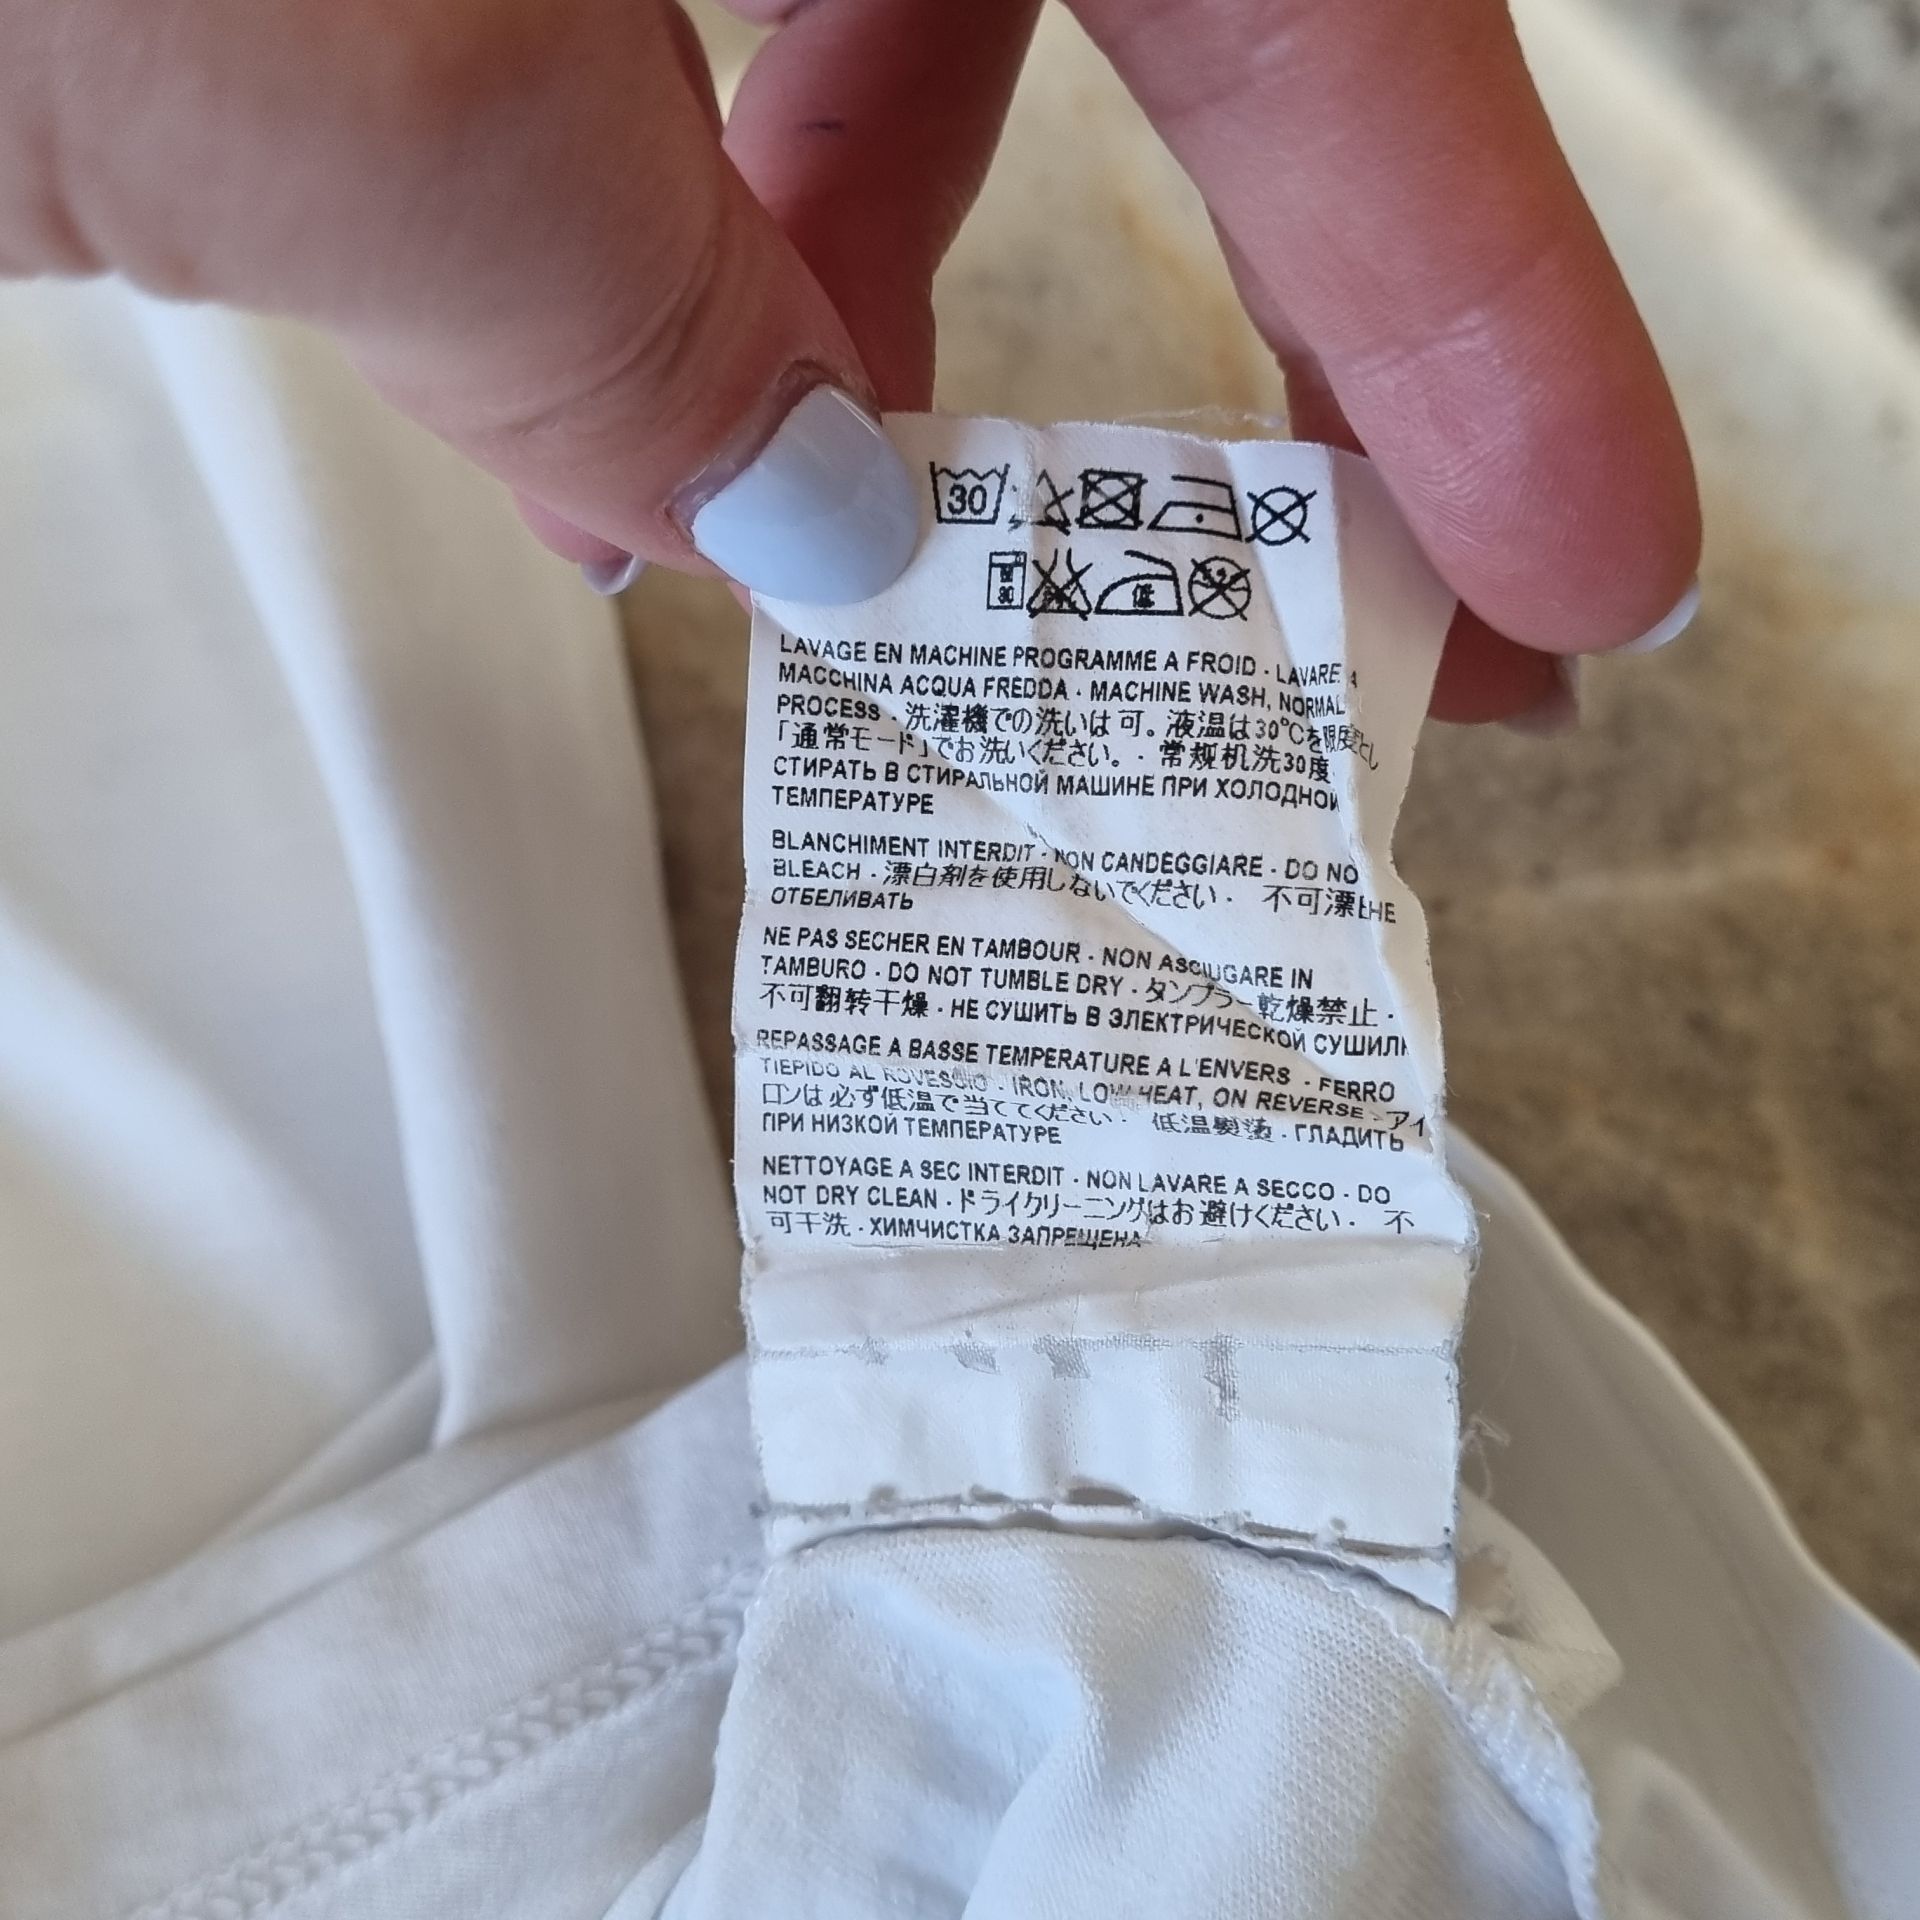 30
低
30
LAVAGE EN MACHINE PROGRAMME A FROID · LAVARE A
MACCHINA ACQUA FREDDA · MACHINE WASH, NORMAL
PROCESS · 洗濯機での洗いは可。液温は30℃を限度とし
「通常モード」でお洗いください。· 常规机洗30度
СТИРАТЬ В СТИРАЛЬНОЙ МАШИНЕ ПРИ ХОЛОДНОЙ
ТЕМПЕРАТУРЕ
BLANCHIMENT INTERDIT · NON CANDEGGIARE · DO NO
BLEACH · 漂白剤を使用しないでください · 不可漂 НЕ
ОТБЕЛИВАТЬ
NE PAS SECHER EN TAMBOUR · NON ASCIUGARE IN
TAMBURO · DO NOT TUMBLE DRY · タンブラー乾燥禁止 ·
不可翻转干燥 · НЕ СУШИТЬ В ЭЛЕКТРИЧЕСКОЙ СУШИЛК
REPASSAGE A BASSE TEMPERATURE A L'ENVERS · FERRO
TIEPIDO AL ROVESCIO · IRON, LOW HEAT, ON REVERSE · アイ
ロンは必ず低温で当ててください · 低温熨烫 · ГЛАДИТЬ
ПРИ НИЗКОЙ ТЕМПЕРАТУРЕ
NETTOYAGE A SEC INTERDIT · NON LAVARE A SECCO · DO
NOT DRY CLEAN · ドライクリーニングはお避けください · 不
可干洗 · ХИМЧИСТКА ЗАПРЕЩЕНА